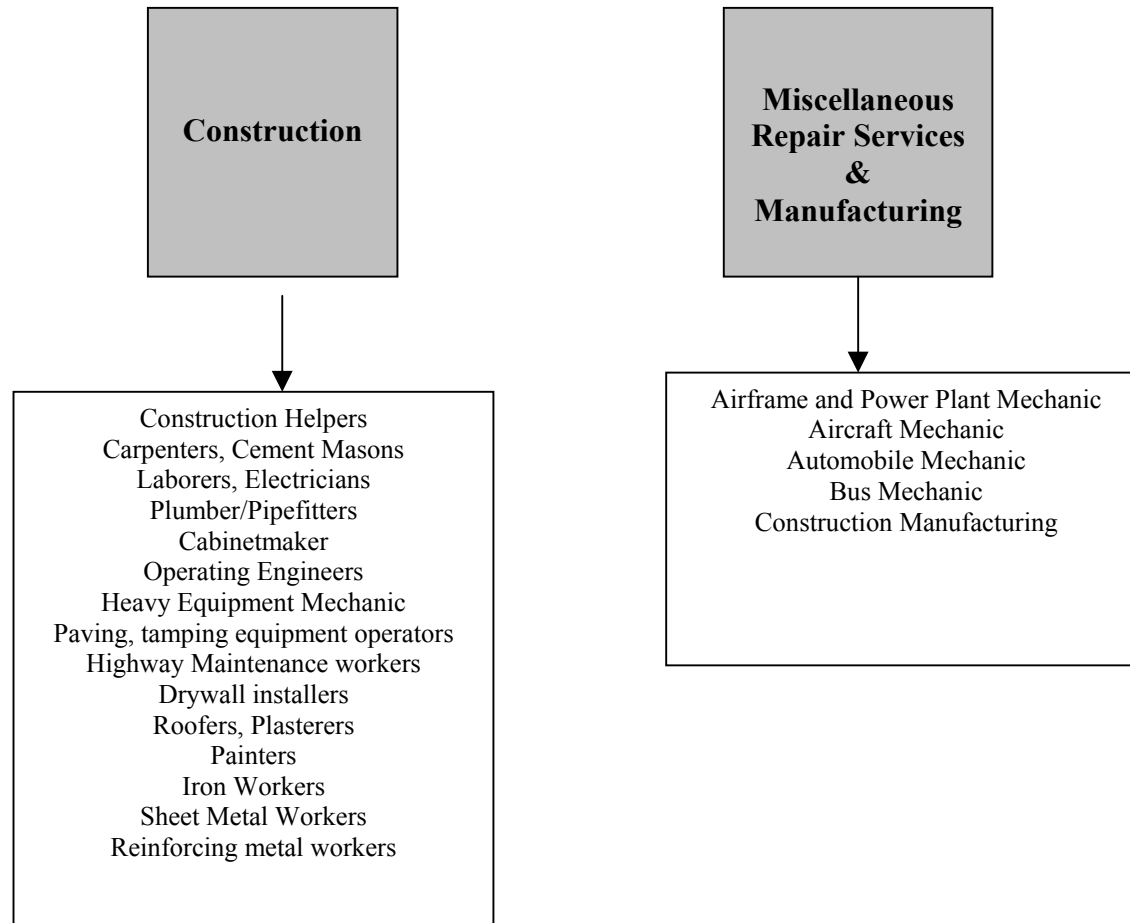 Construction
Construction Helpers
Carpenters, Cement Masons
Laborers, Electricians
Plumber/Pipefitters
Cabinetmaker
Operating Engineers
Heavy Equipment Mechanic
Paving, tamping equipment operators
Highway Maintenance workers
Drywall installers
Roofers, Plasterers
Painters
Iron Workers
Sheet Metal Workers
Reinforcing metal workers
Miscellaneous
Repair Services
&
Manufacturing
Airframe and Power Plant Mechanic
Aircraft Mechanic
Automobile Mechanic
Bus Mechanic
Construction Manufacturing